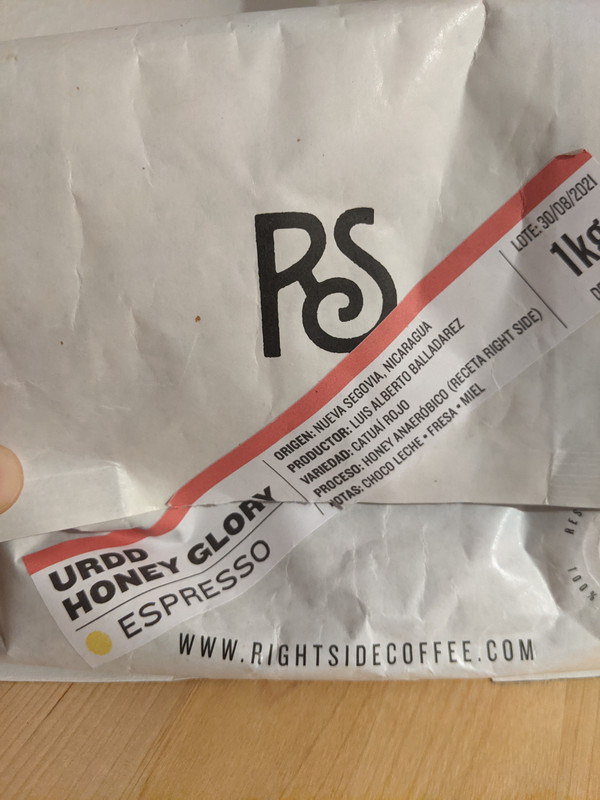 RS
LOTE: 30/08/2021
1kg
ORIGEN: NUEVA SEGOVIA, NICARAGUA
PRODUCTOR: LUIS ALBERTO BALLADAREZ
VARIEDAD: CATUAÍ ROJO
PROCESO: HONEY ANAERÓBICO (RECETA RIGHT SIDE)
NOTAS: CHOCO LECHE • FRESA • MIEL
URDD
HONEY GLORY
ESPRESSO
WWW.RIGHTSIDECOFFEE.COM
100%